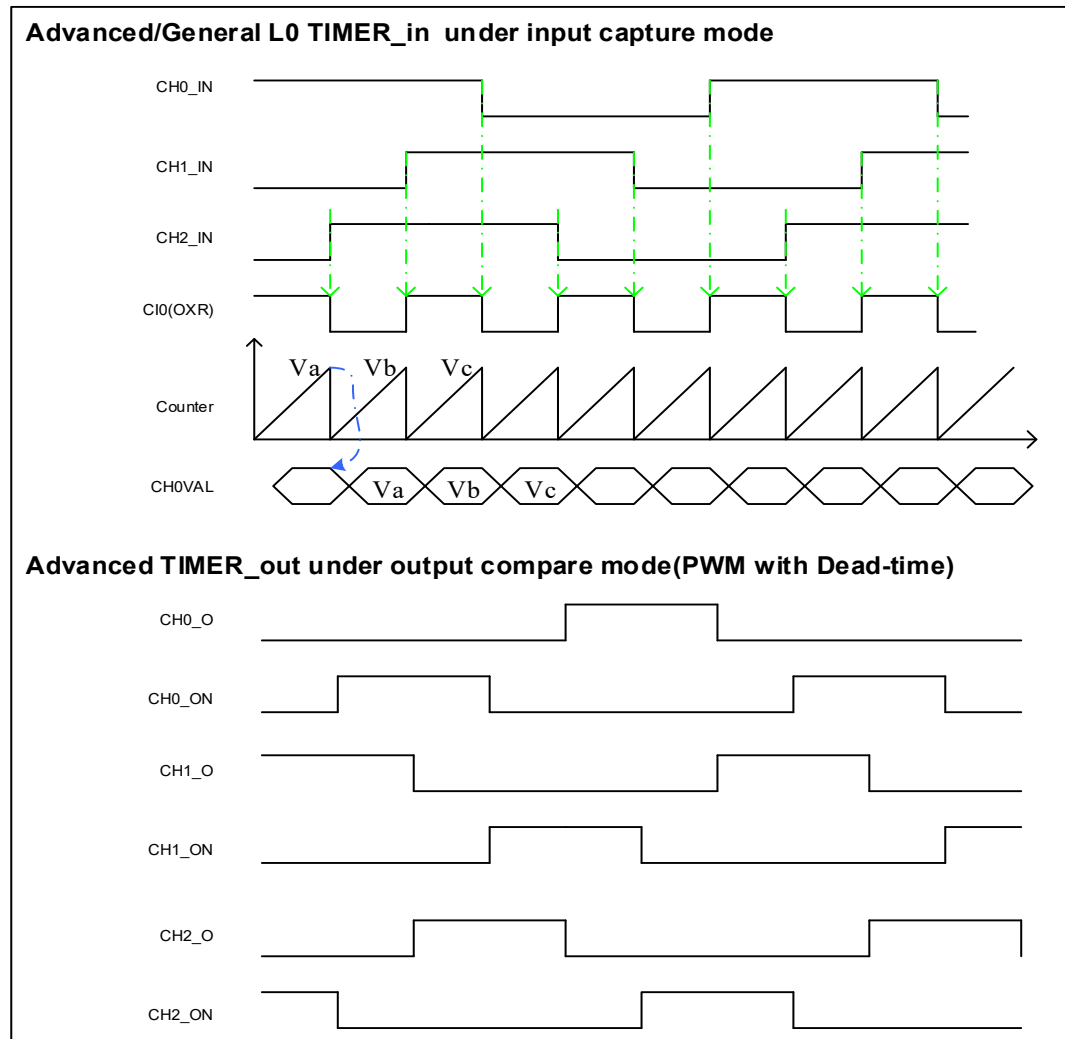 Advanced/General L0 TIMER_in under input capture mode
CH0_IN
CH1_IN
CH2_IN
CI0(OXR)
Va Vb Vc
Counter
CH0VAL Va Vb Vc
Advanced TIMER_out under output compare mode(PWM with Dead-time)
CH0_O
CH0_ON
CH1_O
CH1_ON
CH2_O
CH2_ON